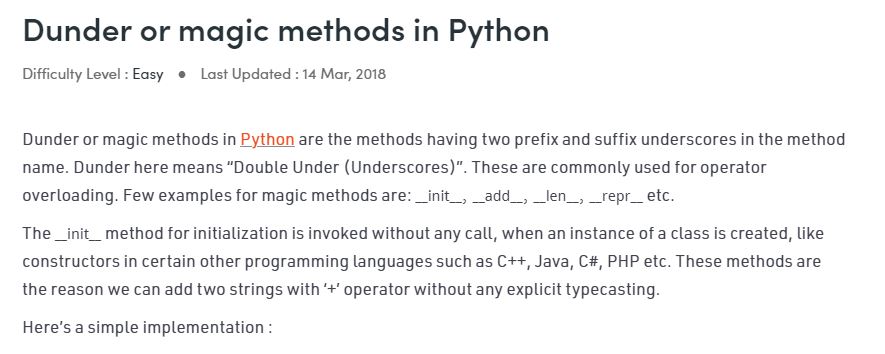 Dunder or magic methods in Python
Difficulty Level : Easy ● Last Updated : 14 Mar, 2018
Dunder or magic methods in Python are the methods having two prefix and suffix underscores in the method
name. Dunder here means “Double Under (Underscores)”. These are commonly used for operator
overloading. Few examples for magic methods are: __init__, __add__, __len__, __repr__ etc.
The __init__ method for initialization is invoked without any call, when an instance of a class is created, like
constructors in certain other programming languages such as C++, Java, C#, PHP etc. These methods are
the reason we can add two strings with ‘+’ operator without any explicit typecasting.
Here’s a simple implementation :